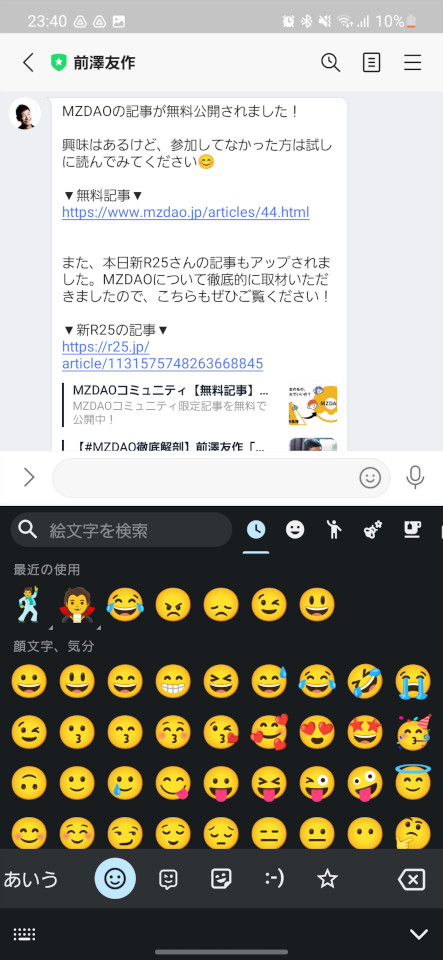 23:40
10%
前澤友作
MZDAOの記事が無料公開されました！
興味はあるけど、参加してなかった方は試し
に読んでみてください😊
▼無料記事▼
https://www.mzdao.jp/articles/44.html
また、本日新R25さんの記事もアップされまし
た。MZDAOについて徹底的に取材いただ
きましたので、こちらもぜひご覧ください！
▼新R25の記事▼
https://r25.jp/
article/1131575748263668845
MZDAOコミュニティ【無料記事】...
MZDAOコミュニティ限定記事を無料で
公開中！
MZDA
【#MZDAO徹底解剖】前澤友作「...
絵文字を検索
最近の使用
顔文字、気分
あいう
:-)